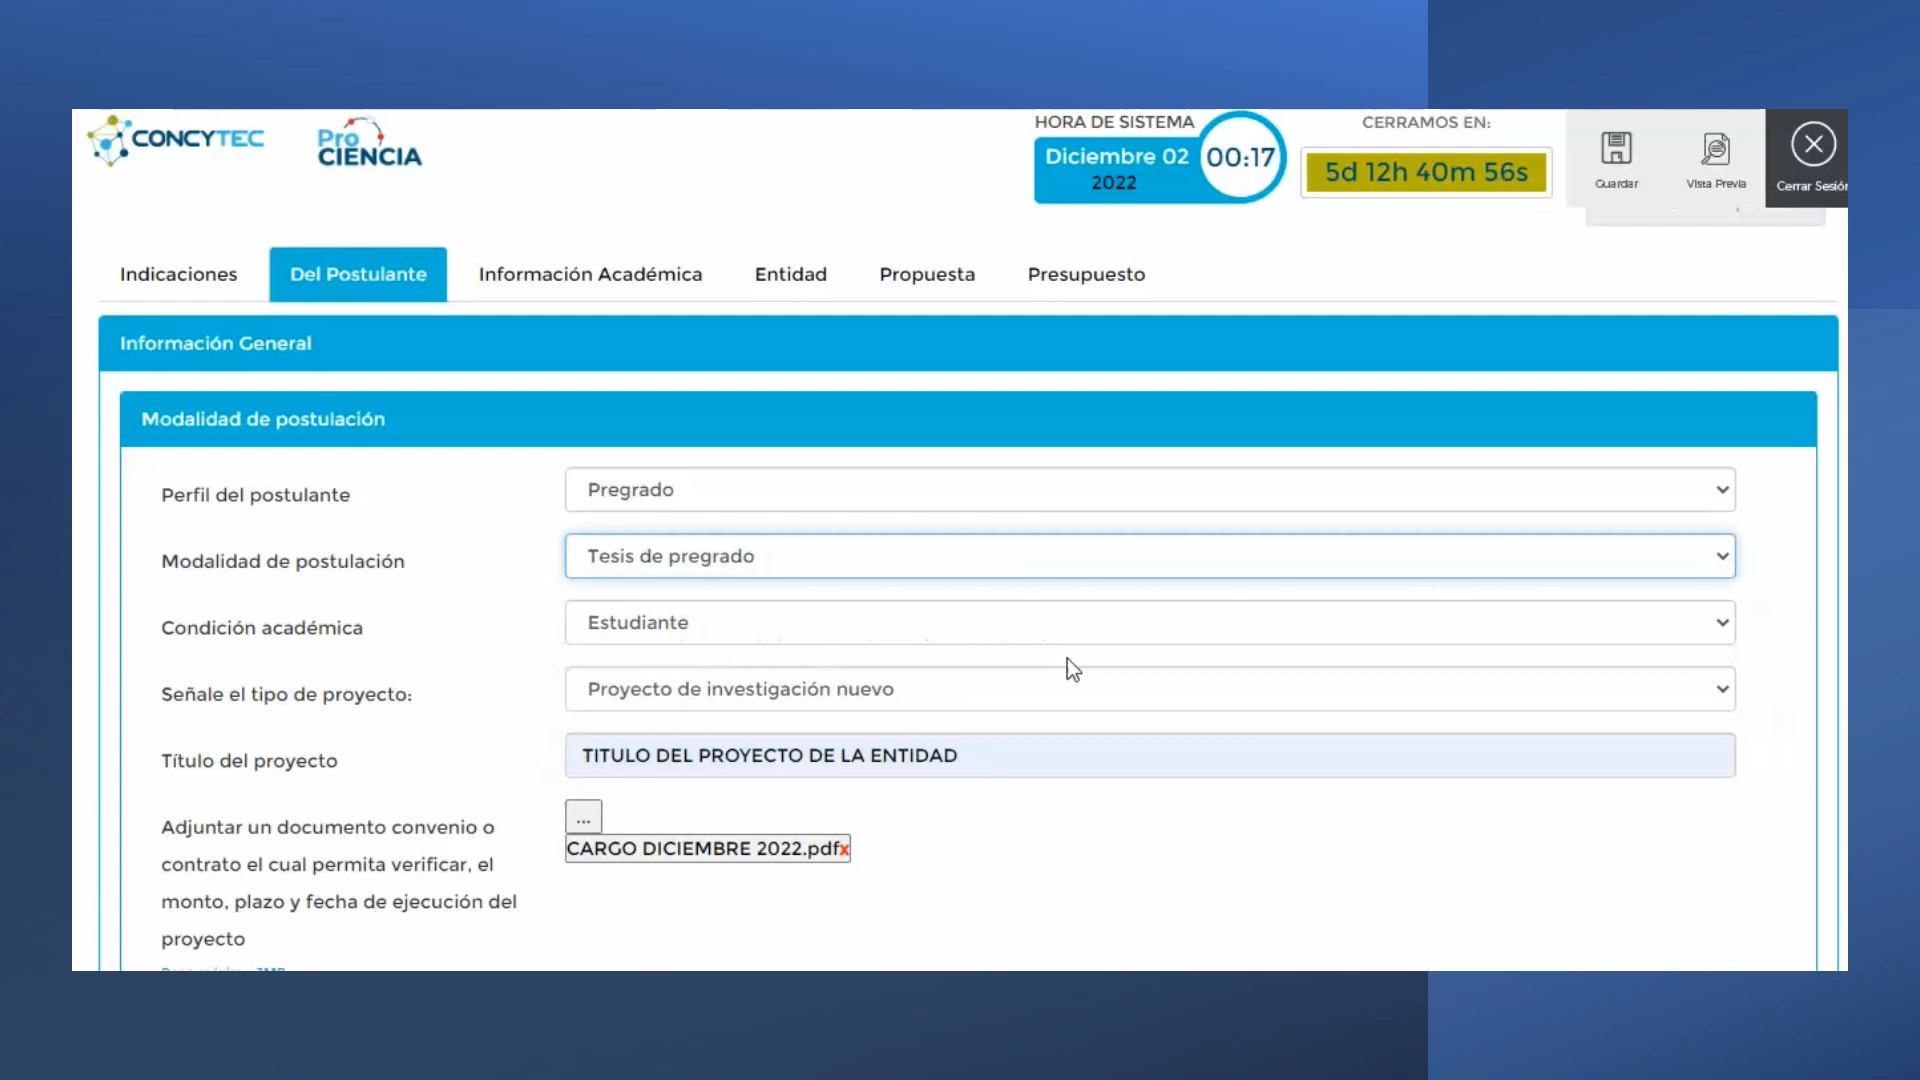 CONCYTEC
Pro
CIENCIA
HORA DE SISTEMA
Diciembre 02
2022
00:17
CERRAMOS EN:
5d 12h 40m 56s
Guardar
Vista Previa
Cerrar Sesión
Indicaciones
Del Postulante
Información Académica
Entidad
Propuesta
Presupuesto
Información General
Modalidad de postulación
Perfil del postulante
Pregrado
Modalidad de postulación
Tesis de pregrado
Condición académica
Estudiante
Señale el tipo de proyecto:
Proyecto de investigación nuevo
Título del proyecto
TITULO DEL PROYECTO DE LA ENTIDAD
Adjuntar un documento convenio o
contrato el cual permita verificar, el
monto, plazo y fecha de ejecución del
proyecto
...
CARGO DICIEMBRE 2022.pdfx